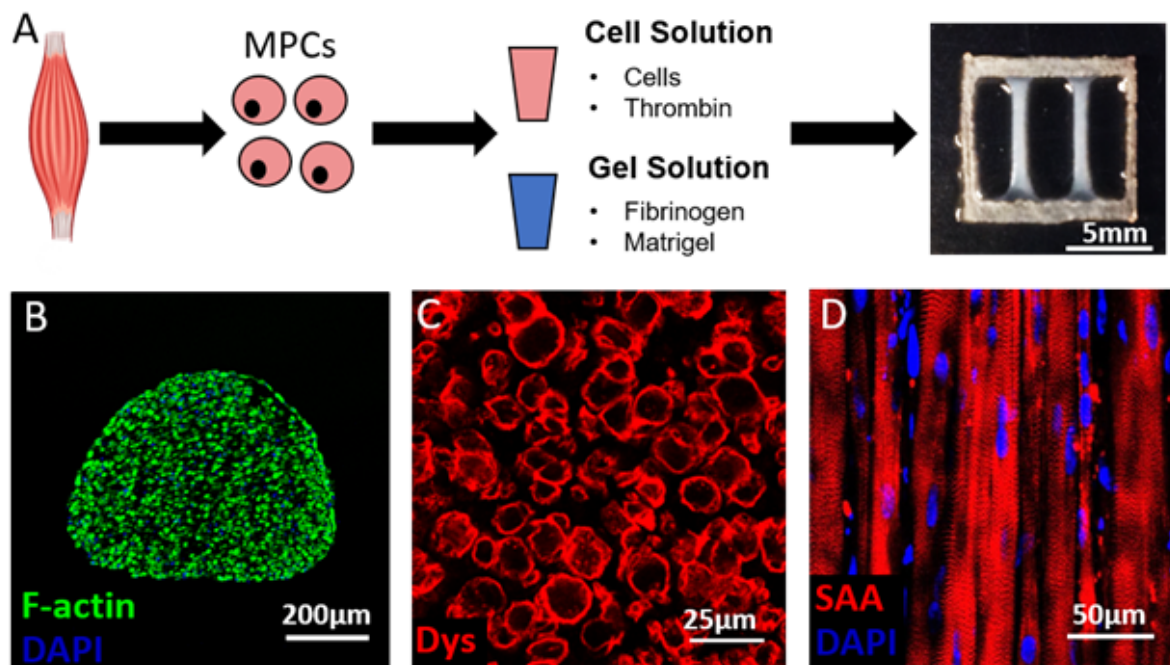 A
MPCs
Cell Solution
• Cells
• Thrombin
Gel Solution
• Fibrinogen
• Matrigel
5mm
B
F-actin
DAPI
200μm
C
Dys
25μm
D
SAA
DAPI
50μm